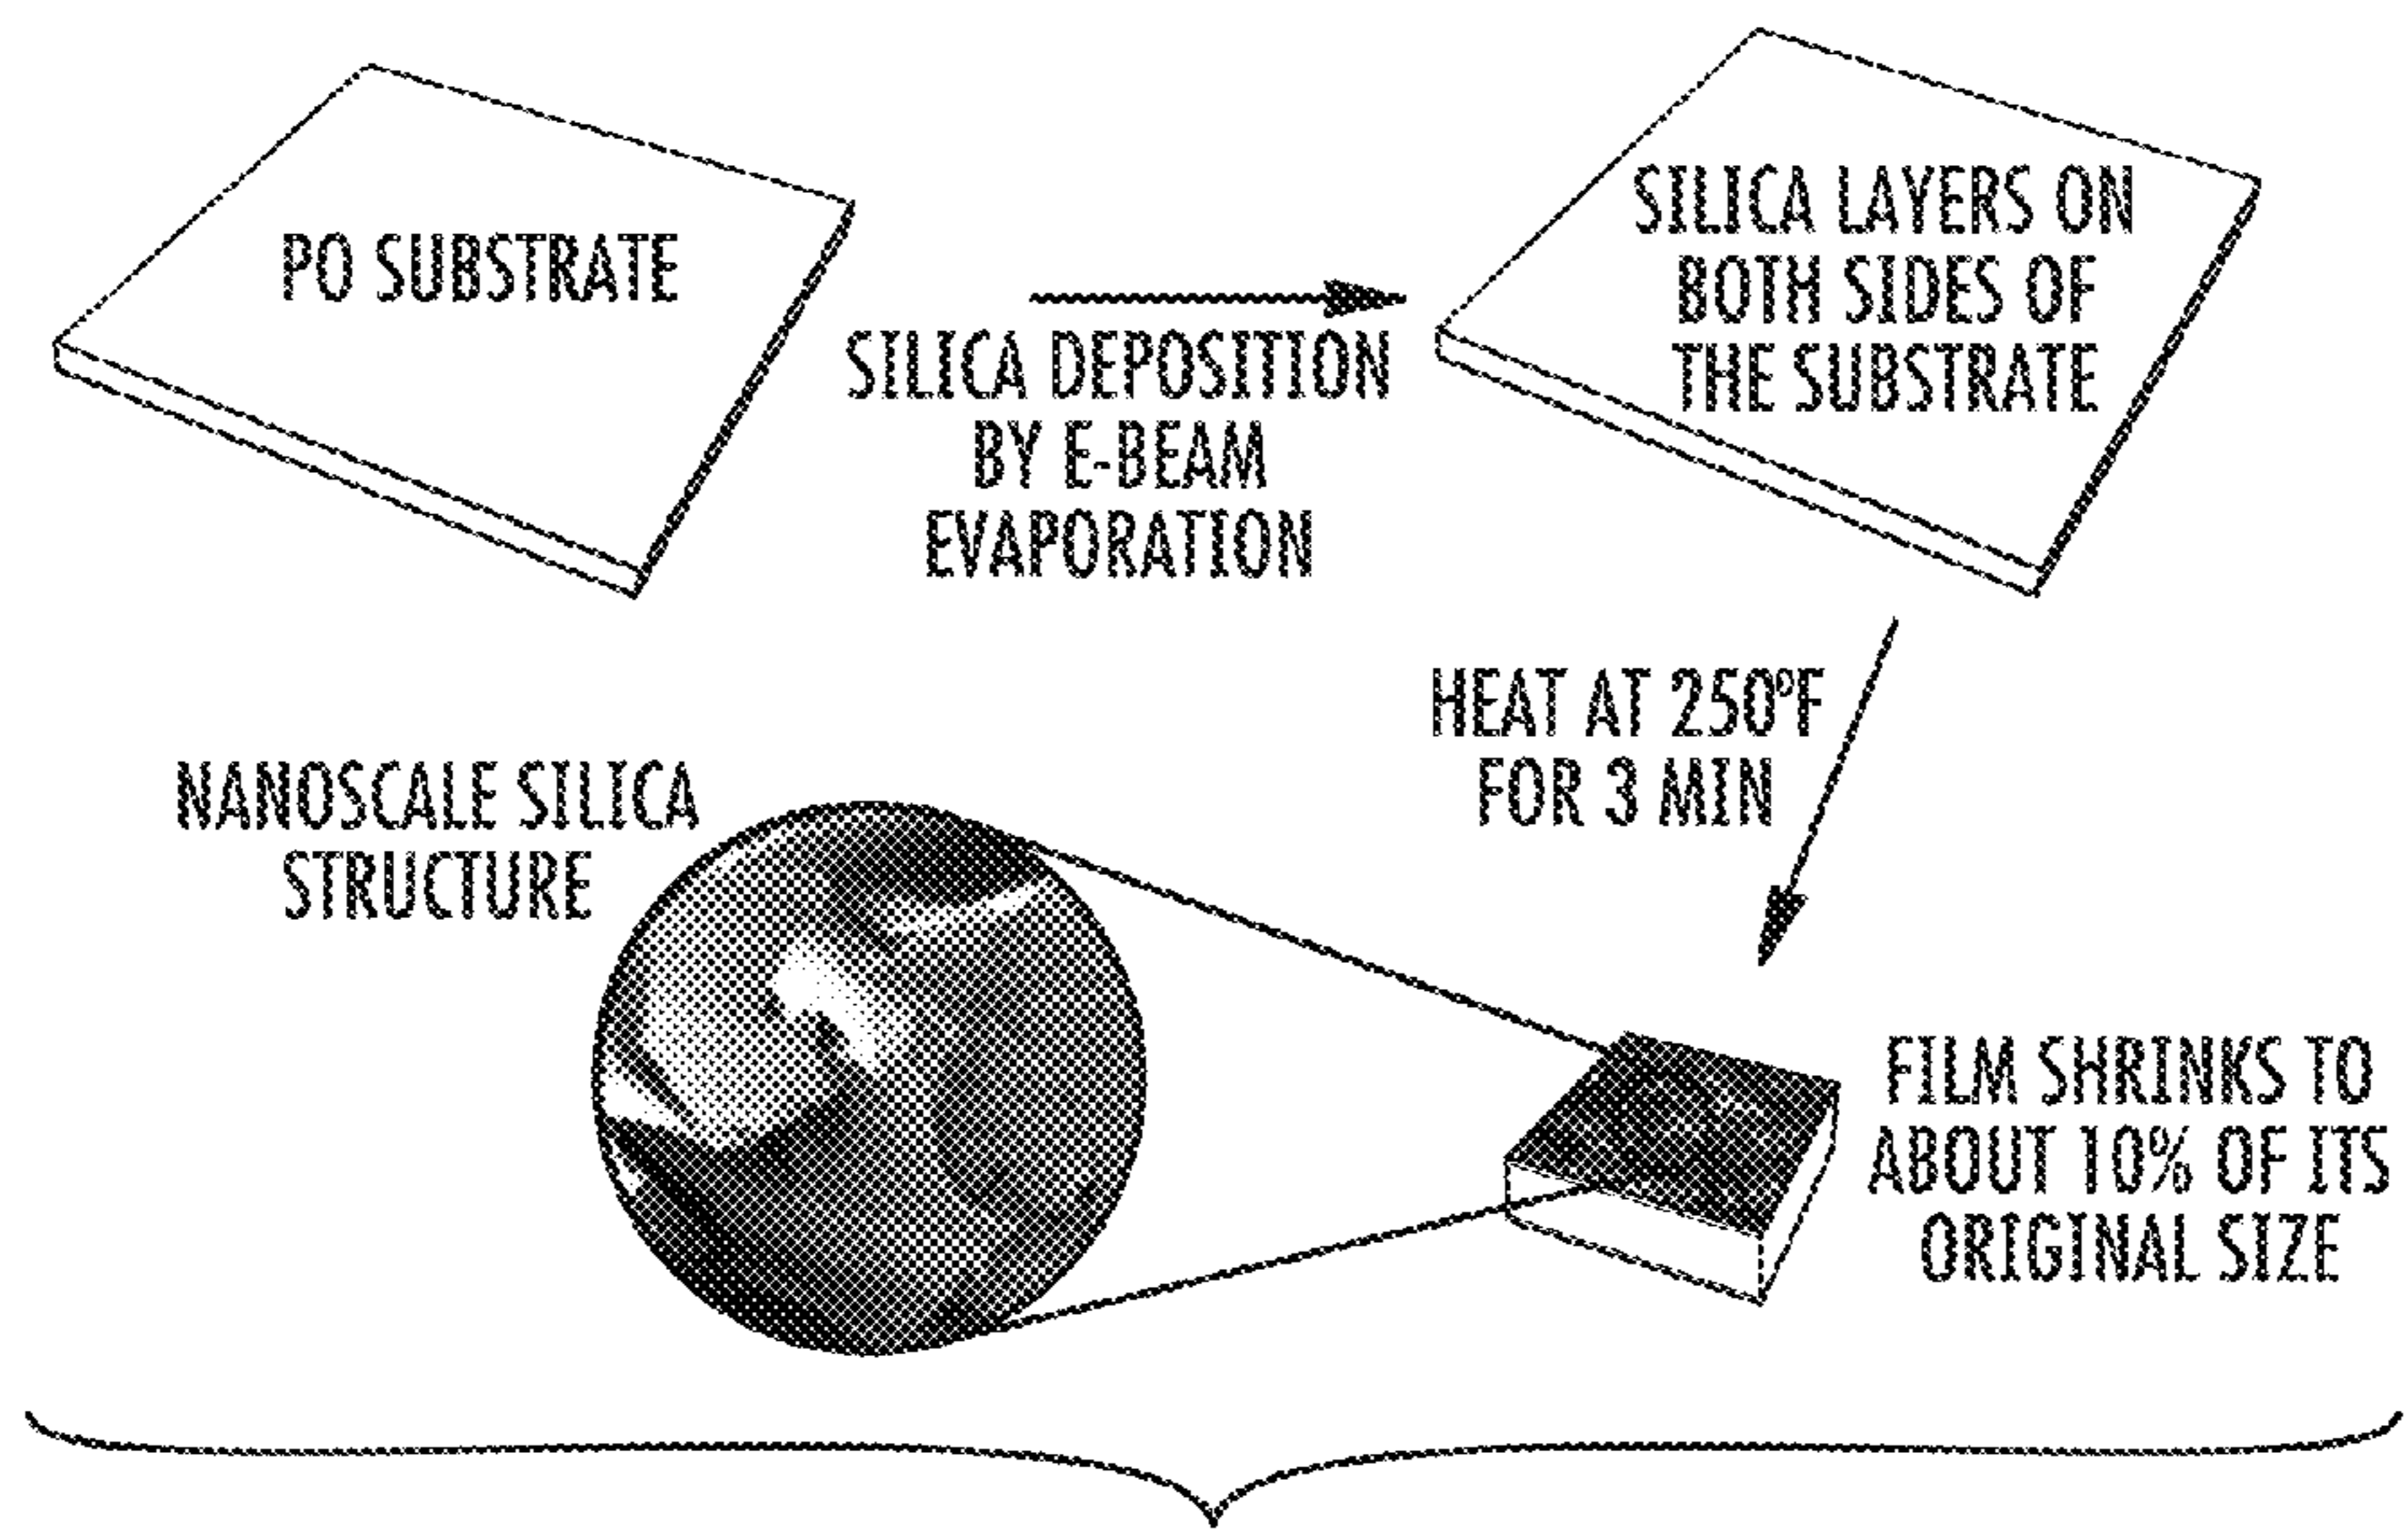 PO SUBSTRATE
SILICA DEPOSITION
BY E-BEAM
EVAPORATION
SILICA LAYERS ON
BOTH SIDES OF
THE SUBSTRATE
HEAT AT 250ºF
FOR 3 MIN
FILM SHRINKS TO
ABOUT 10% OF ITS
ORIGINAL SIZE
NANOSCALE SILICA
STRUCTURE